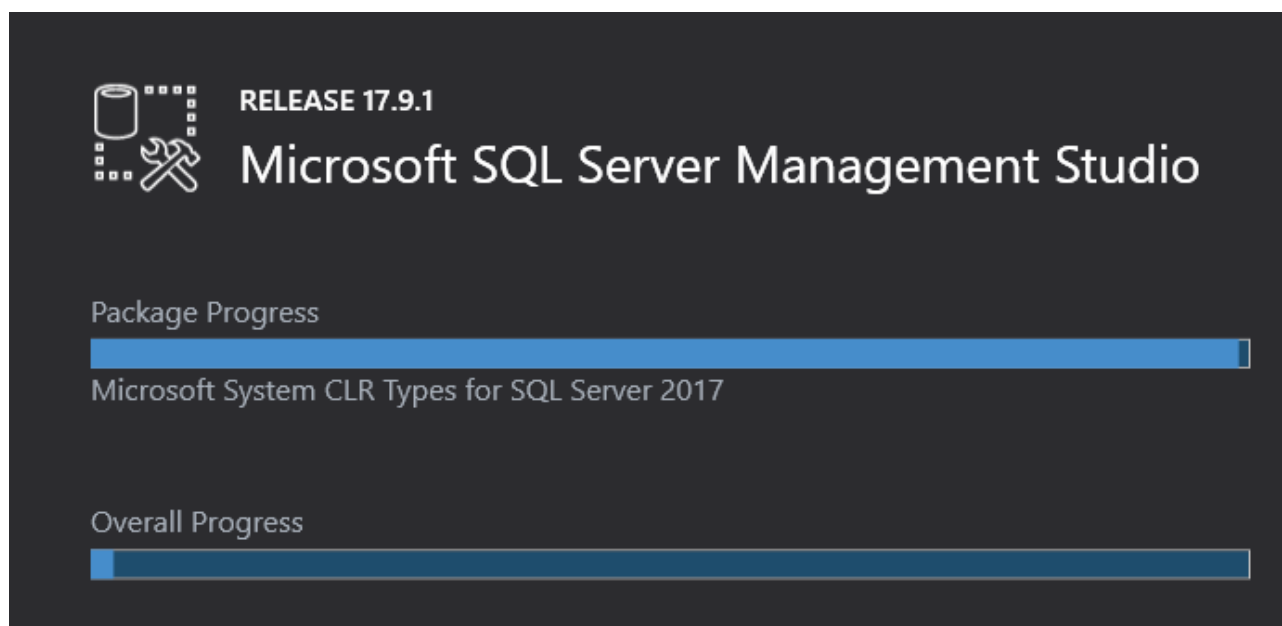 RELEASE 17.9.1
Microsoft SQL Server Management Studio
Package Progress
Microsoft System CLR Types for SQL Server 2017
Overall Progress